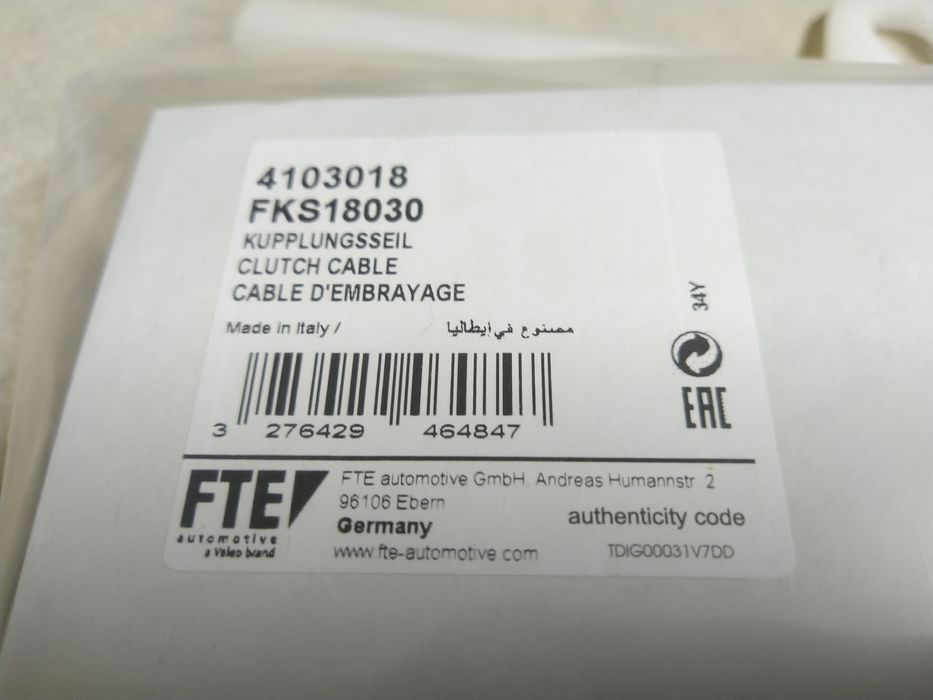 4103018
FKS18030
KUPPLUNGSSEIL
CLUTCH CABLE
CABLE D'EMBRAYAGE
34Y
Made in Italy / مصنوع في إيطاليا
3 276429 464847
EAC
FTE
automotive
a Valeo brand
FTE automotive GmbH, Andreas Humannstr. 2
96106 Ebern
Germany
www.fte-automotive.com
authenticity code
TDIG00031V7DD